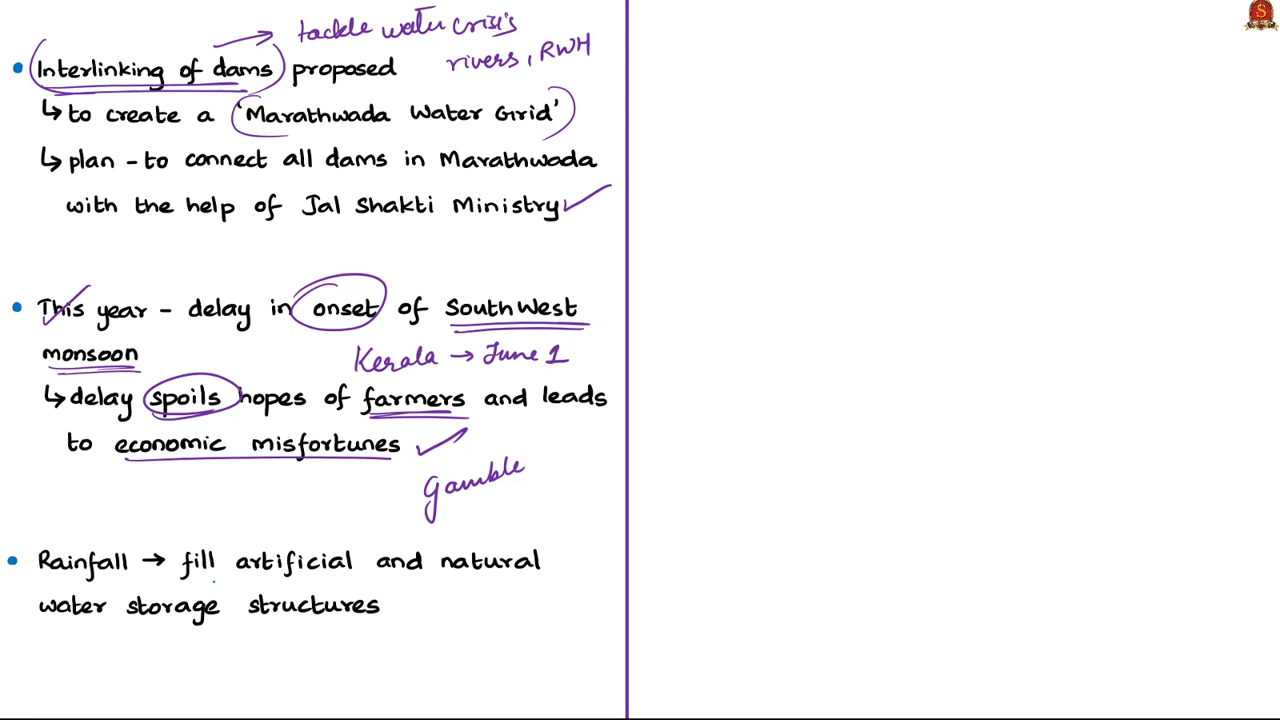 tackle water crisis
rivers, RWH
• Interlinking of dams proposed
↳ to create a 'Marathwada Water Grid'
↳ plan - to connect all dams in Marathwada
with the help of Jal Shakti Ministry
• This year - delay in onset of SouthWest
monsoon
Kerala → June 1
↳ delay spoils hopes of farmers and leads
to economic misfortunes
Gamble
• Rainfall → fill artificial and natural
water storage structures